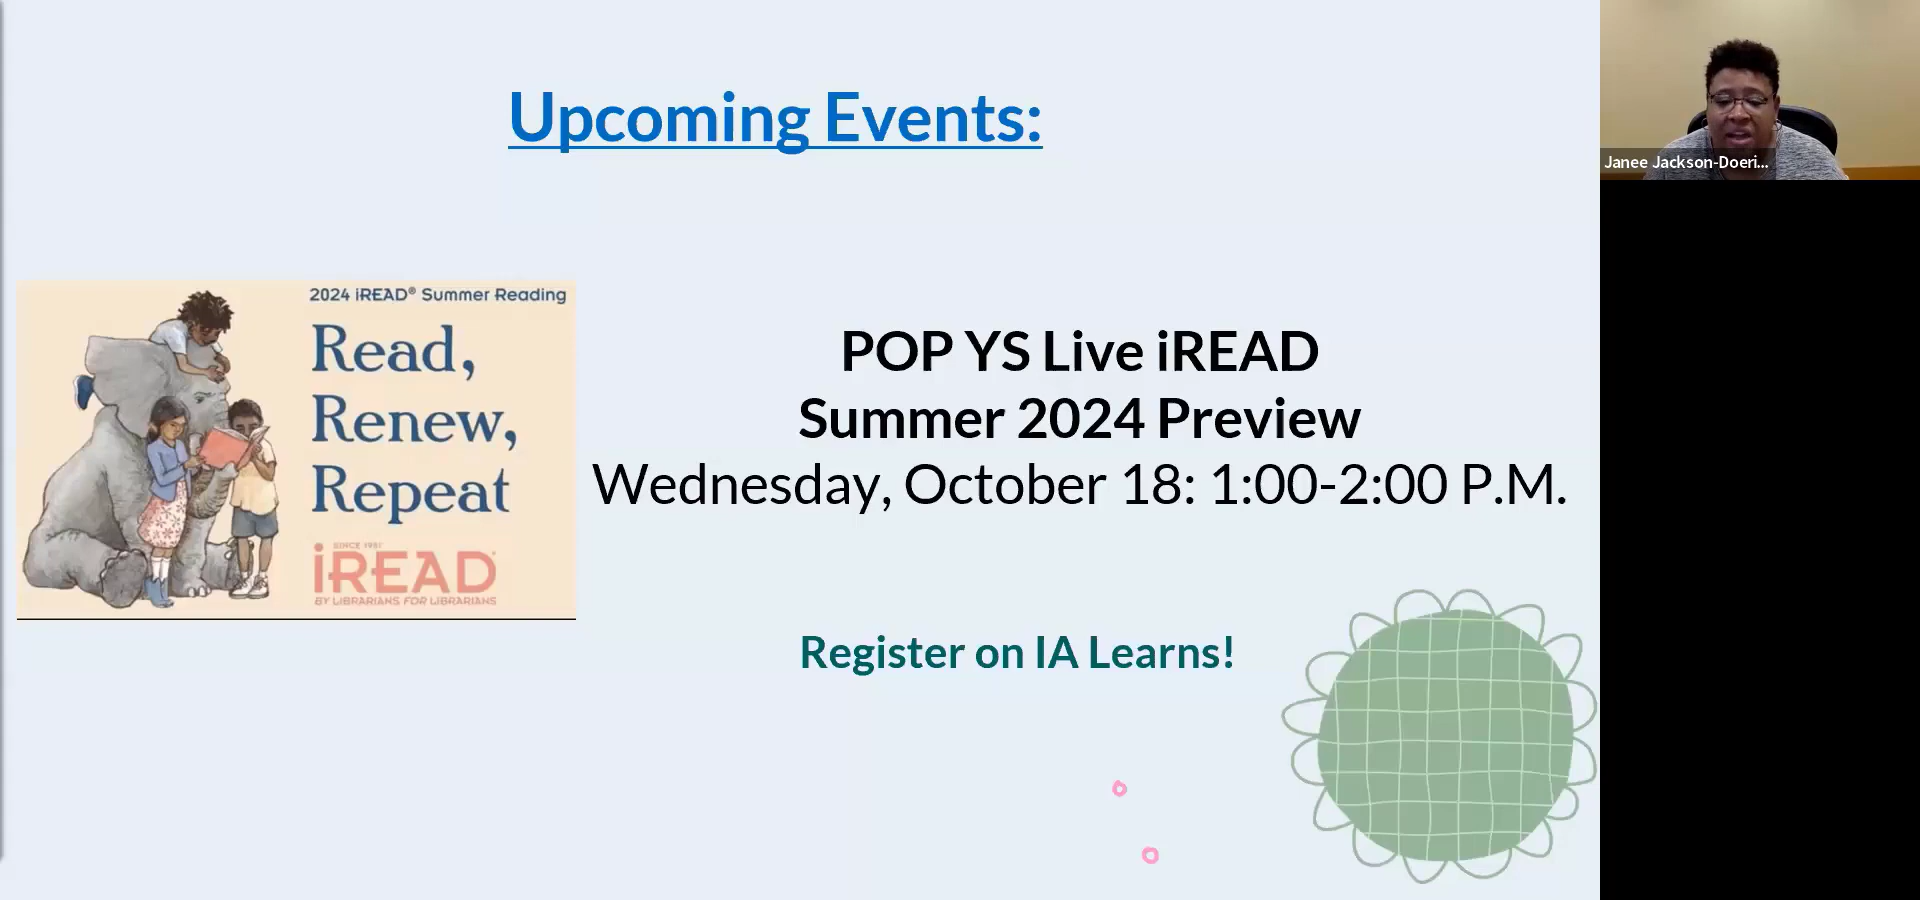 Upcoming Events:
2024 iREAD® Summer Reading
Read,
Renew,
Repeat
SINCE 1981
iREAD®
BY LIBRARIANS FOR LIBRARIANS
POP YS Live iREAD
Summer 2024 Preview
Wednesday, October 18: 1:00-2:00 P.M.
Register on IA Learns!
Janee Jackson-Doeri...